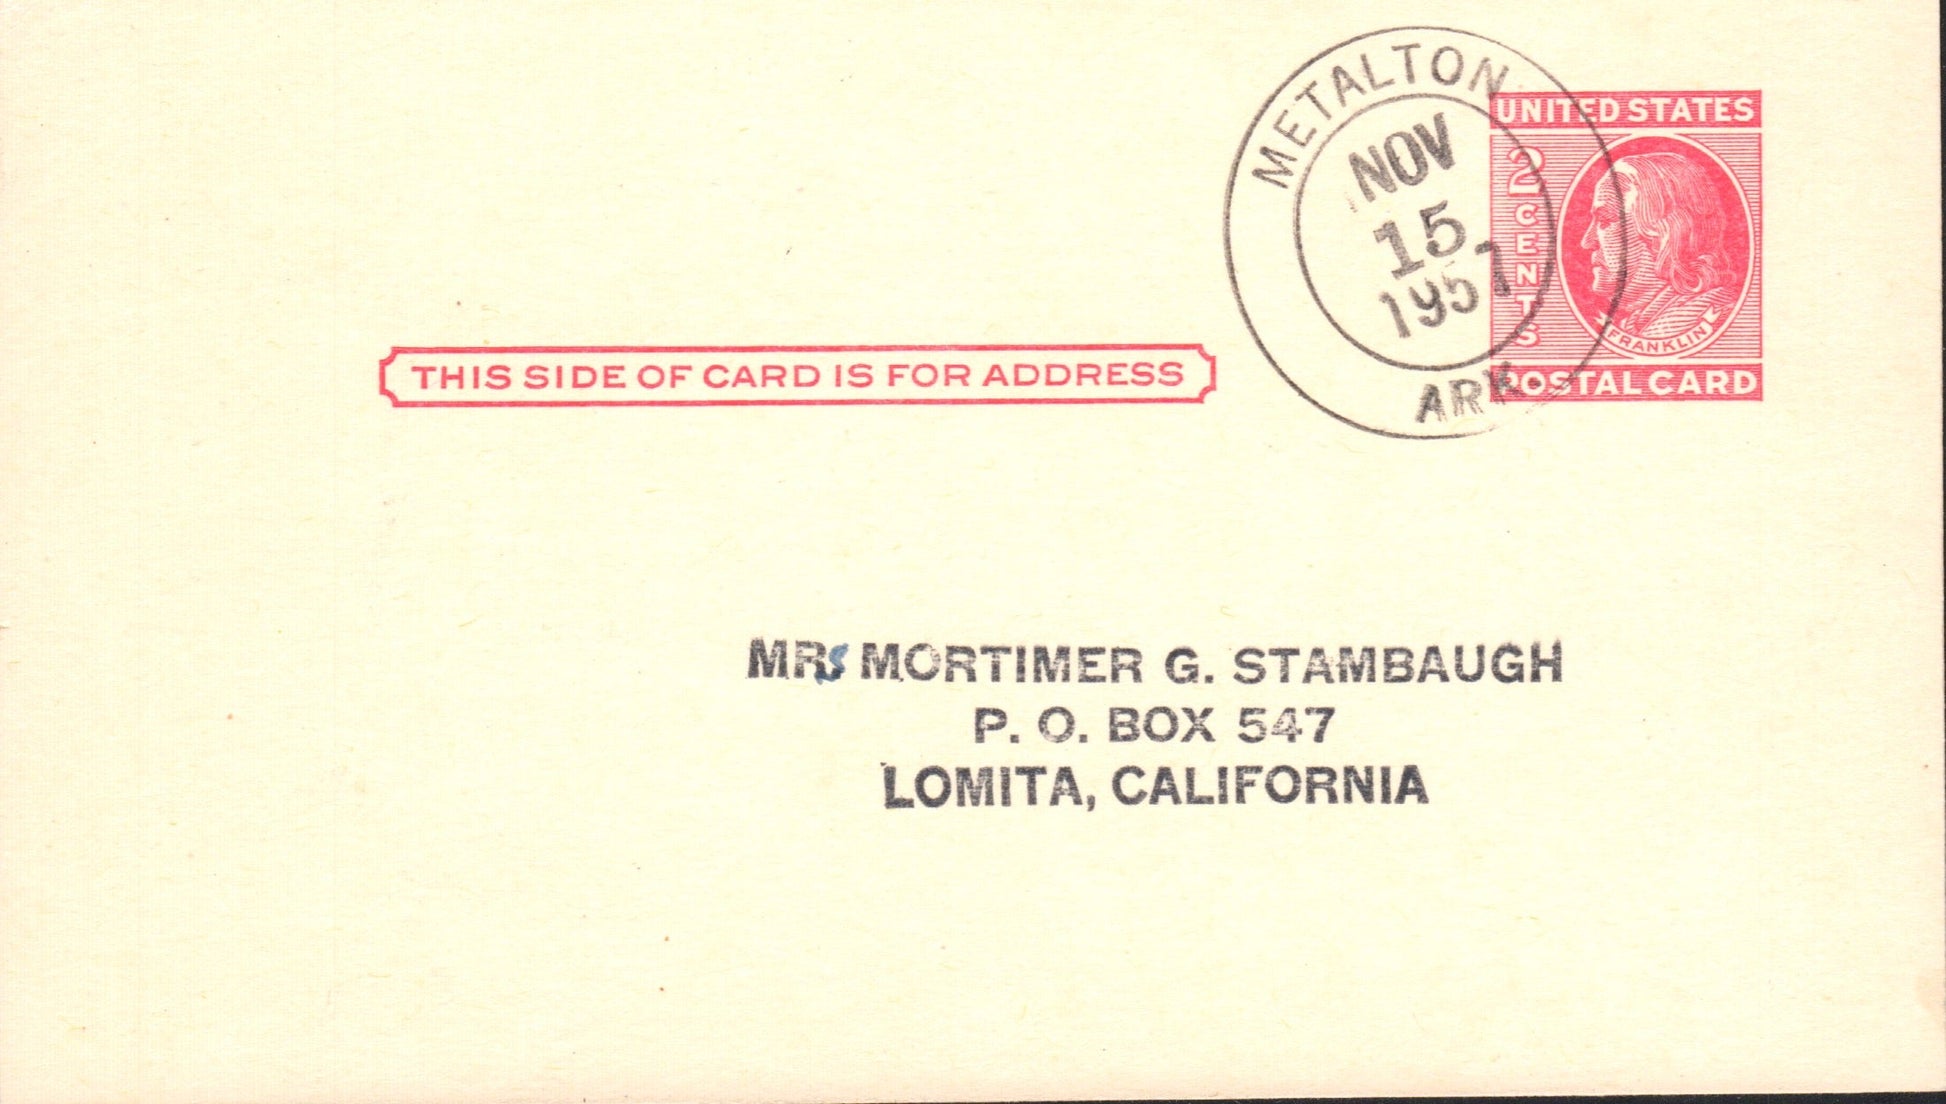 METALTON
NOV
15
1957
ARK.
UNITED STATES
2 CENTS
FRANKLIN
POSTAL CARD
THIS SIDE OF CARD IS FOR ADDRESS
MRS MORTIMER G. STAMBAUGH
P. O. BOX 547
LOMITA, CALIFORNIA